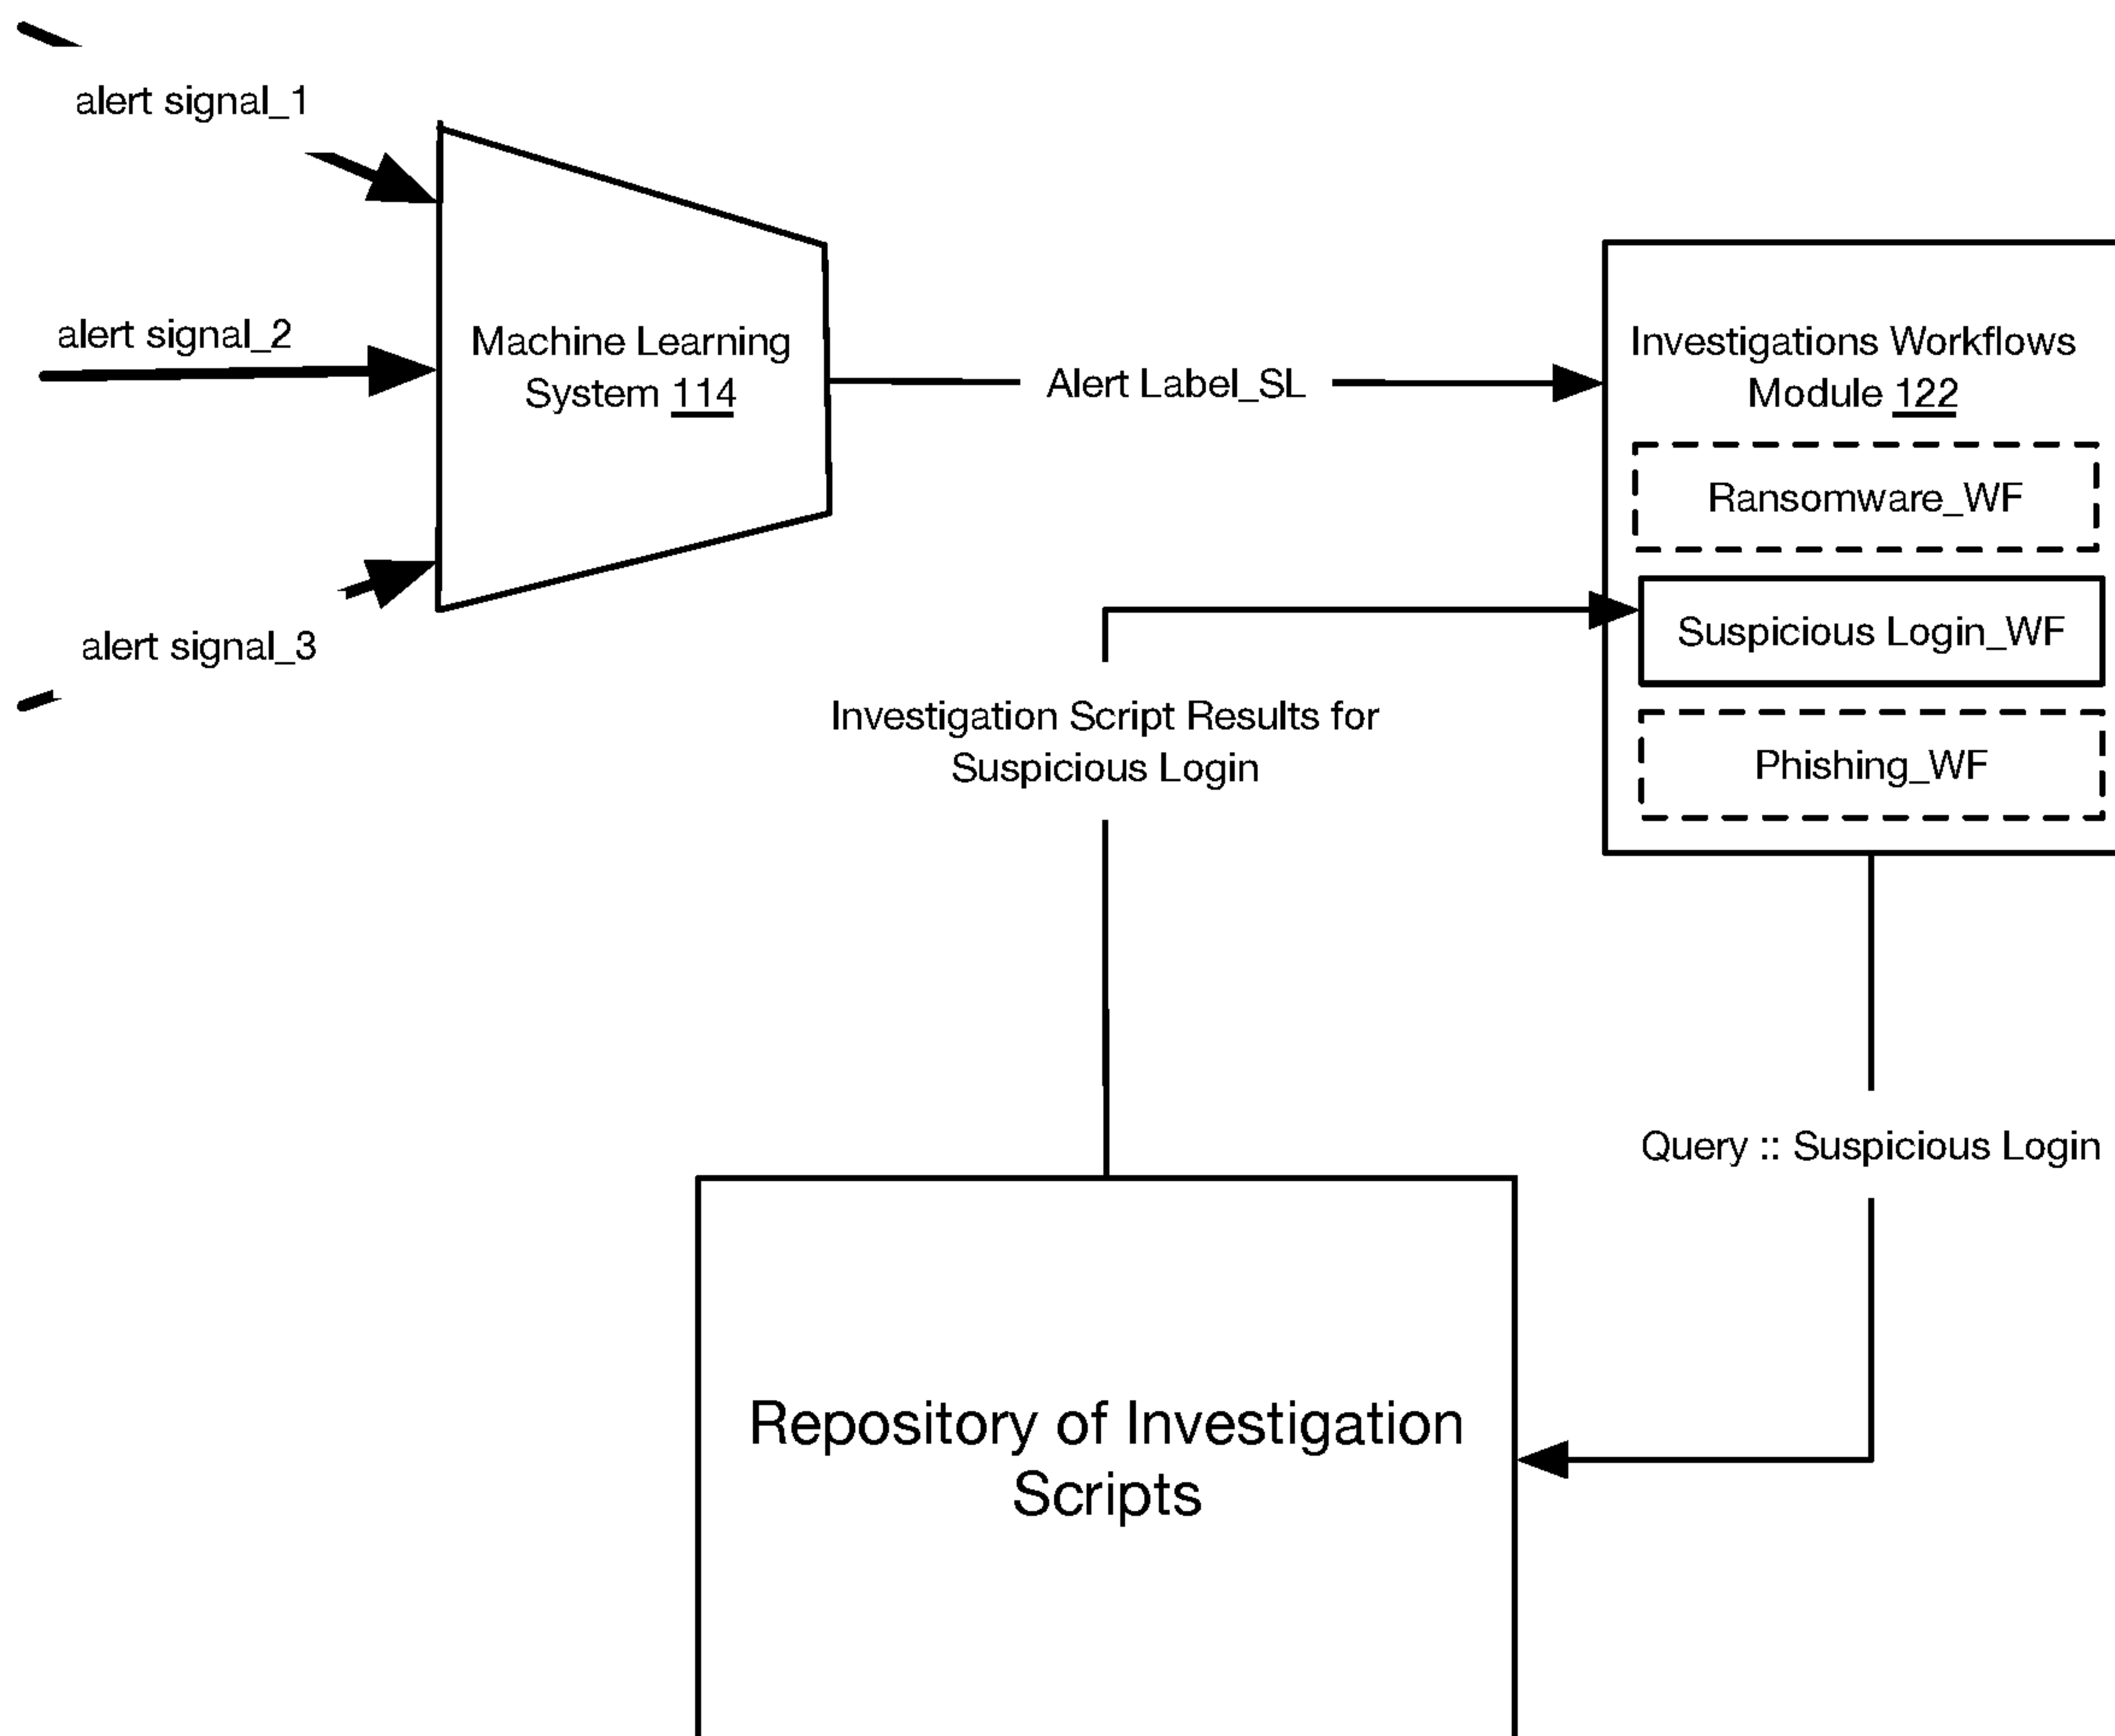 alert signal_1
alert signal_2
alert signal_3
Machine Learning
System 114
Alert Label_SL
Investigations Workflows
Module 122
Ransomware_WF
Suspicious Login_WF
Phishing_WF
Investigation Script Results for
Suspicious Login
Query :: Suspicious Login
Repository of Investigation
Scripts